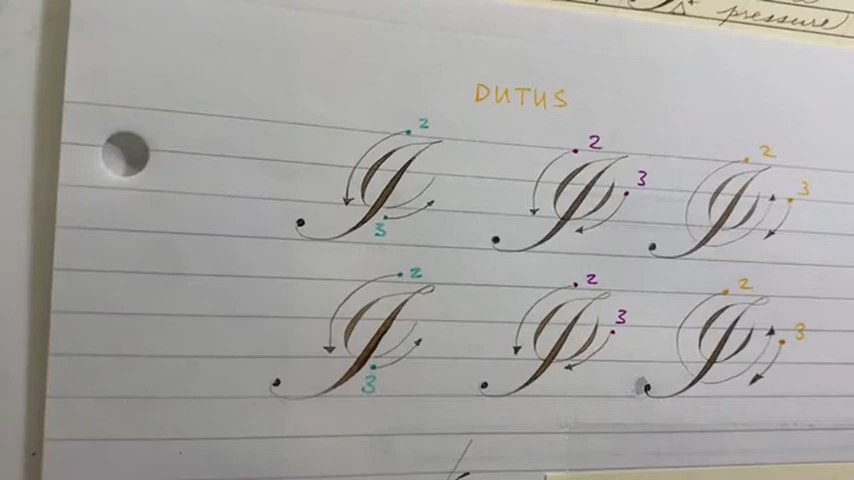 pressure
DUTUS
2 2 2
3 3
3
2 2 2
3 3
3